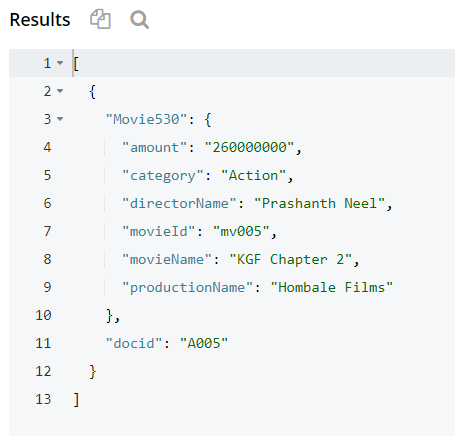 Results
1 [
2 {
3 "Movie530": {
4 "amount": "260000000",
5 "category": "Action",
6 "directorName": "Prashanth Neel",
7 "movieId": "mv005",
8 "movieName": "KGF Chapter 2",
9 "productionName": "Hombale Films"
10 },
11 "docid": "A005"
12 }
13 ]